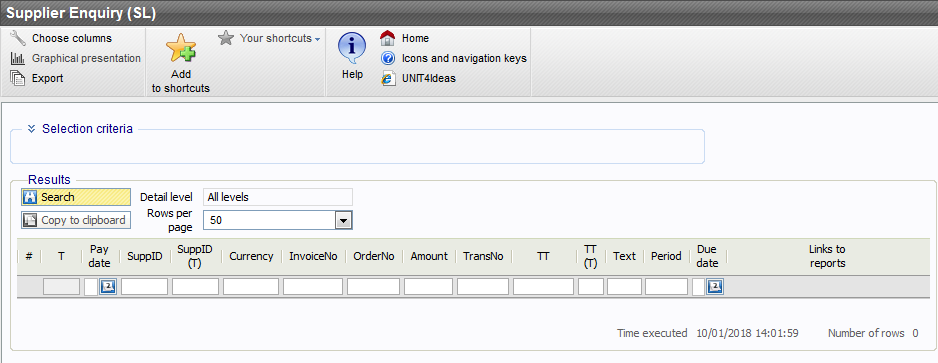 Supplier Enquiry (SL)
Choose columns
Graphical presentation
Export
Add
to shortcuts
Your shortcuts
Help
Home
Icons and navigation keys
UNIT4Ideas
Selection criteria
Results
Search
Detail level
All levels
Copy to clipboard
Rows per
page
50
# T Pay date SuppID SuppID (T) Currency InvoiceNo OrderNo Amount TransNo TT TT (T) Text Period Due date Links to reports
Time executed 10/01/2018 14:01:59 Number of rows 0